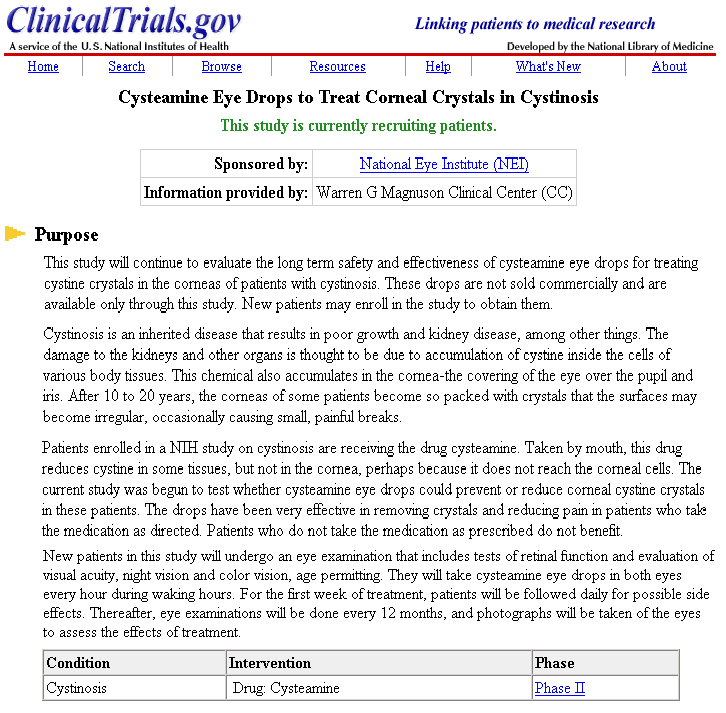 ClinicalTrials.gov
Linking patients to medical research
A service of the U.S. National Institutes of Health
Developed by the National Library of Medicine
Home Search Browse Resources Help What's New About
Cysteamine Eye Drops to Treat Corneal Crystals in Cystinosis
This study is currently recruiting patients.
Sponsored by: National Eye Institute (NEI)
Information provided by: Warren G Magnuson Clinical Center (CC)
Purpose
This study will continue to evaluate the long term safety and effectiveness of cysteamine eye drops for treating
cystine crystals in the corneas of patients with cystinosis. These drops are not sold commercially and are
available only through this study. New patients may enroll in the study to obtain them.
Cystinosis is an inherited disease that results in poor growth and kidney disease, among other things. The
damage to the kidneys and other organs is thought to be due to accumulation of cystine inside the cells of
various body tissues. This chemical also accumulates in the cornea-the covering of the eye over the pupil and
iris. After 10 to 20 years, the corneas of some patients become so packed with crystals that the surfaces may
become irregular, occasionally causing small, painful breaks.
Patients enrolled in a NIH study on cystinosis are receiving the drug cysteamine. Taken by mouth, this drug
reduces cystine in some tissues, but not in the cornea, perhaps because it does not reach the corneal cells. The
current study was begun to test whether cysteamine eye drops could prevent or reduce corneal cystine crystals
in these patients. The drops have been very effective in removing crystals and reducing pain in patients who take
the medication as directed. Patients who do not take the medication as prescribed do not benefit.
New patients in this study will undergo an eye examination that includes tests of retinal function and evaluation of
visual acuity, night vision and color vision, age permitting. They will take cysteamine eye drops in both eyes
every hour during waking hours. For the first week of treatment, patients will be followed daily for possible side
effects. Thereafter, eye examinations will be done every 12 months, and photographs will be taken of the eyes
to assess the effects of treatment.
Condition Intervention Phase
Cystinosis Drug: Cysteamine Phase II